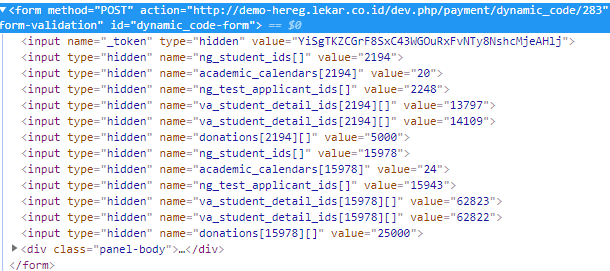 ▼<form method="POST" action="http://demo-hereg.lekar.co.id/dev.php/payment/dynamic_code/283"
form-validation" id="dynamic_code-form"> == $0
<input name="_token" type="hidden" value="YiSgTKZCGrF8SxC43WGOuRxFvNTy8NshcMjeAHlj">
<input type="hidden" name="ng_student_ids[]" value="2194">
<input type="hidden" name="academic_calendars[2194]" value="20">
<input type="hidden" name="ng_test_applicant_ids[]" value="2248">
<input type="hidden" name="va_student_detail_ids[2194][]" value="13797">
<input type="hidden" name="va_student_detail_ids[2194][]" value="14109">
<input type="hidden" name="donations[2194][]" value="5000">
<input type="hidden" name="ng_student_ids[]" value="15978">
<input type="hidden" name="academic_calendars[15978]" value="24">
<input type="hidden" name="ng_test_applicant_ids[]" value="15943">
<input type="hidden" name="va_student_detail_ids[15978][]" value="62823">
<input type="hidden" name="va_student_detail_ids[15978][]" value="62822">
<input type="hidden" name="donations[15978][]" value="25000">
▶<div class="panel-body">…</div>
</form>